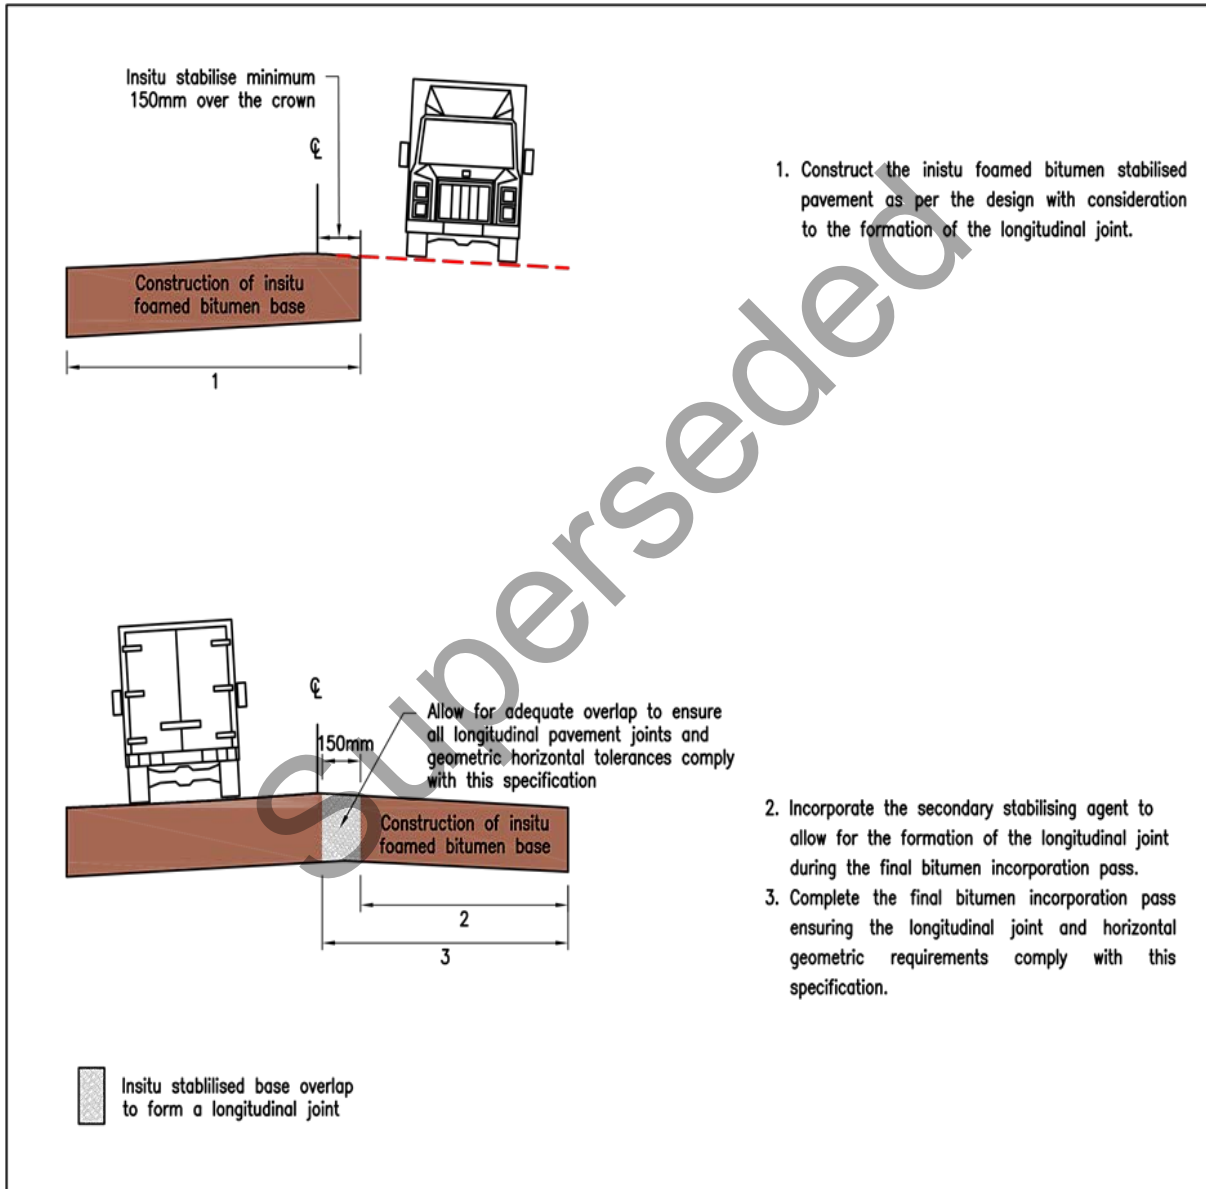 Insitu stabilise minimum
150mm over the crown
℄
1. Construct the inistu foamed bitumen stabilised
pavement as per the design with consideration
to the formation of the longitudinal joint.
Construction of insitu
foamed bitumen base
1
Superseded
℄
Allow for adequate overlap to ensure
all longitudinal pavement joints and
geometric horizontal tolerances comply
with this specification
150mm
Construction of insitu
foamed bitumen base
2
3
2. Incorporate the secondary stabilising agent to
allow for the formation of the longitudinal joint
during the final bitumen incorporation pass.
3. Complete the final bitumen incorporation pass
ensuring the longitudinal joint and horizontal
geometric requirements comply with this
specification.
Insitu stablilised base overlap
to form a longitudinal joint